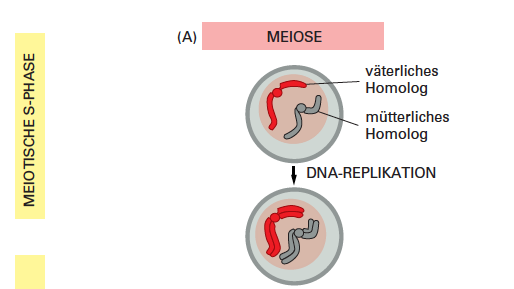 (A) MEIOSE
väterliches
Homolog
mütterliches
Homolog
DNA-REPLIKATION
MEIOTISCHE S-PHASE